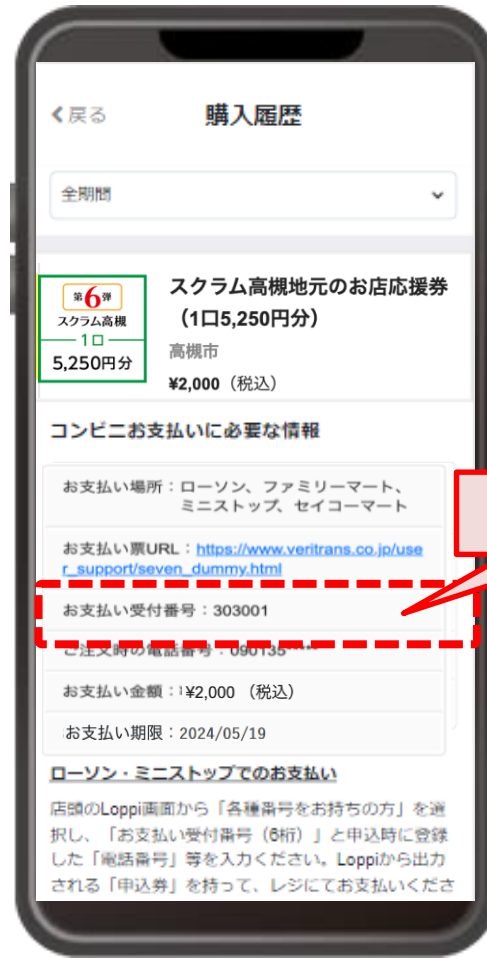 戻る
購入履歴
全期間
第6弾
スクラム高槻
1口
5,250円分
スクラム高槻地元のお店応援券
（1口5,250円分）
高槻市
¥2,000（税込）
コンビニお支払いに必要な情報
お支払い場所：ローソン、ファミリーマート、
ミニストップ、セイコーマート
お支払い票URL：https://www.veritrans.co.jp/use
r_support/seven_dummy.html
お支払い受付番号：303001
ご注文時の電話番号：090135
お支払い金額：¥2,000 （税込）
お支払い期限：2024/05/19
ローソン・ミニストップでのお支払い
店頭のLoppi画面から「各種番号をお持ちの方」を選
択し、「お支払い受付番号（6桁）」と申込時に登録
した「電話番号」等を入力ください。Loppiから出力
される「申込券」を持って、レジにてお支払いくださ